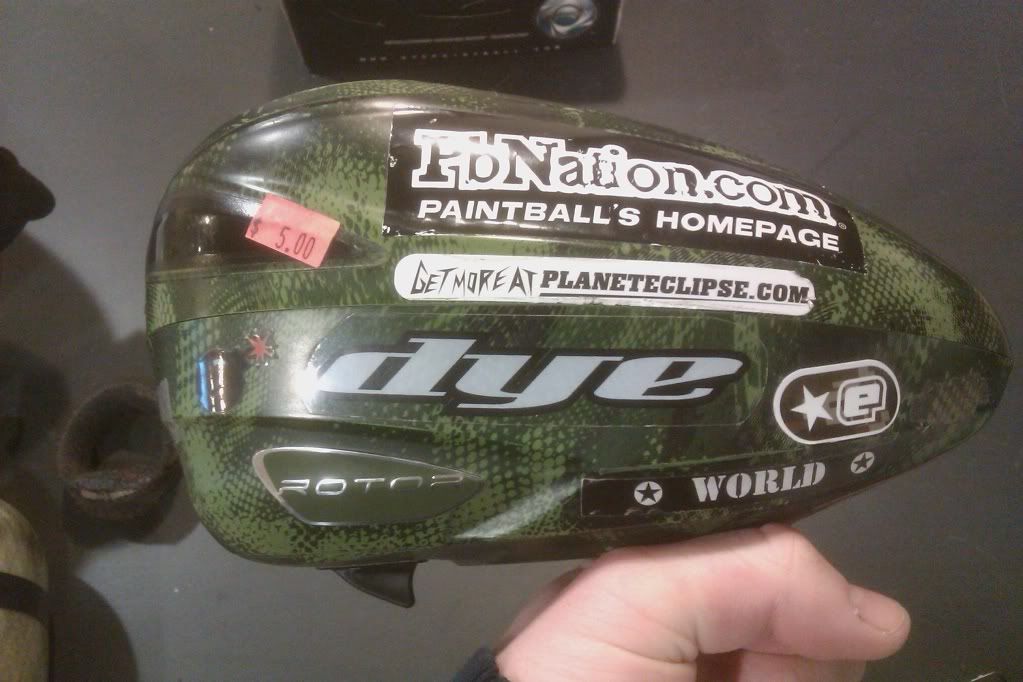 PbNation.com
PAINTBALL'S HOMEPAGE
$ 5.00
GET MORE AT PLANETECLIPSE.COM
dye
e
ROTOR
WORLD